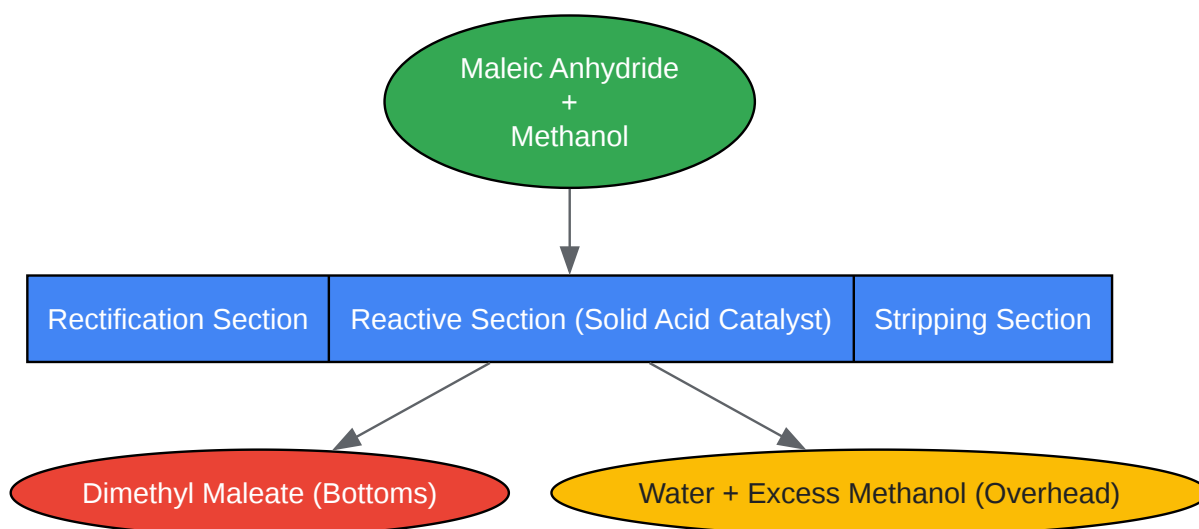 Maleic Anhydride
+
Methanol
Rectification Section
Reactive Section (Solid Acid Catalyst)
Stripping Section
Dimethyl Maleate (Bottoms)
Water + Excess Methanol (Overhead)